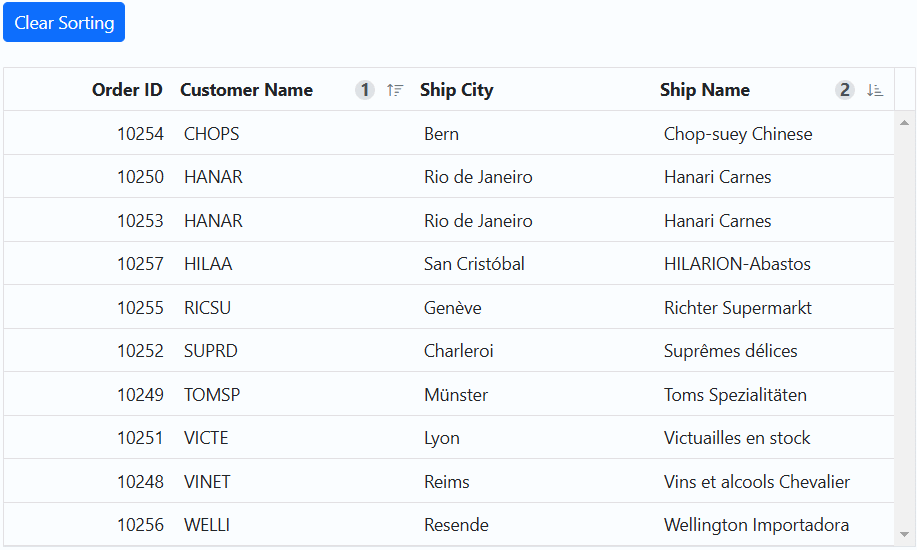 Clear Sorting
Order ID Customer Name 1 Ship City Ship Name 2
10254 CHOPS Bern Chop-suey Chinese
10250 HANAR Rio de Janeiro Hanari Carnes
10253 HANAR Rio de Janeiro Hanari Carnes
10257 HILAA San Cristóbal HILARION-Abastos
10255 RICSU Genève Richter Supermarkt
10252 SUPRD Charleroi Suprêmes délices
10249 TOMSP Münster Toms Spezialitäten
10251 VICTE Lyon Victuailles en stock
10248 VINET Reims Vins et alcools Chevalier
10256 WELLI Resende Wellington Importadora